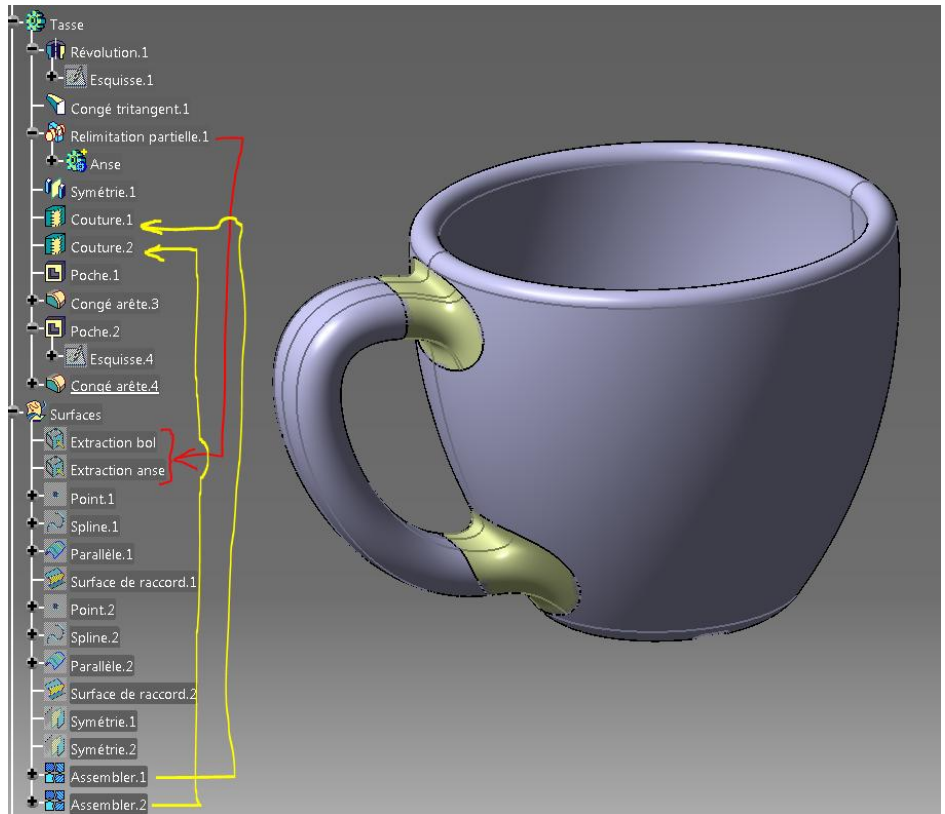 Tasse
Révolution.1
Esquisse.1
Congé tritangent.1
Relimitation partielle.1
Anse
Symétrie.1
Couture.1
Couture.2
Poche.1
Congé arête.3
Poche.2
Esquisse.4
Congé arête.4
Surfaces
Extraction bol
Extraction anse
Point.1
Spline.1
Parallèle.1
Surface de raccord.1
Point.2
Spline.2
Parallèle.2
Surface de raccord.2
Symétrie.1
Symétrie.2
Assembler.1
Assembler.2